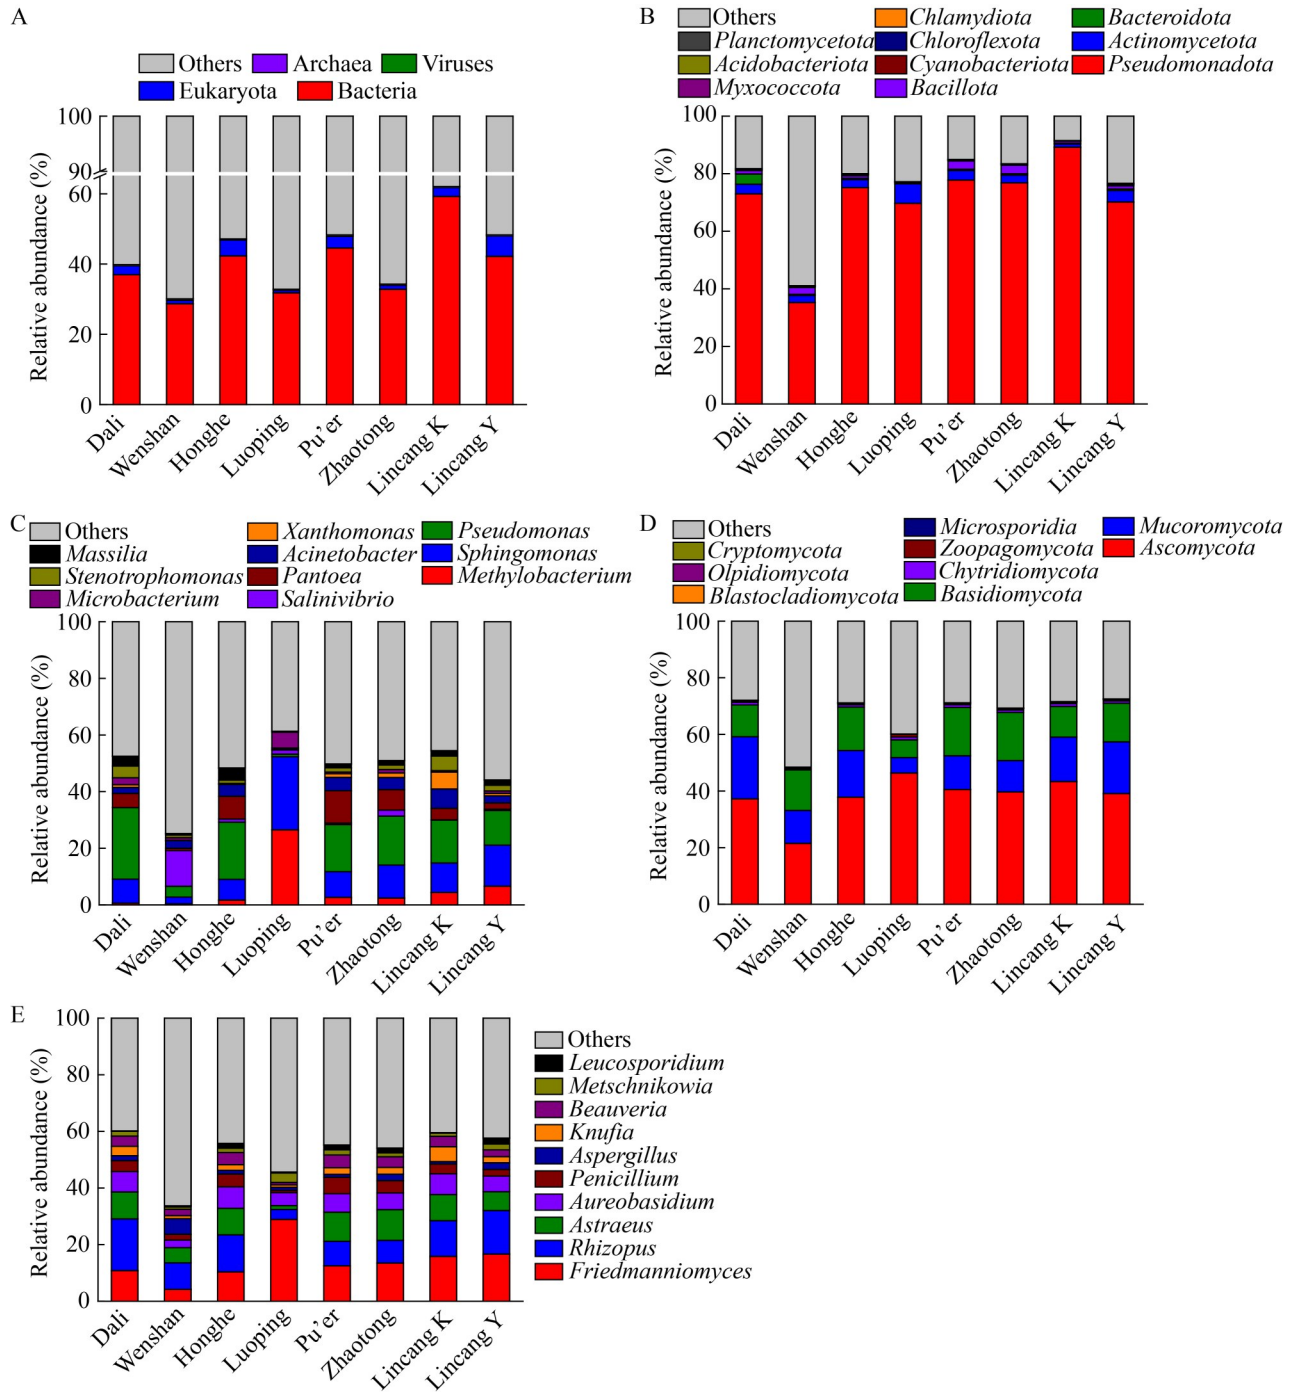 A
Others Archaea Viruses
Eukaryota Bacteria
Relative abundance (%)
100
90
60
40
20
0
Dali Wenshan Honghe Luoping Pu’er Zhaotong Lincang K Lincang Y
B
Others Chlamydiota Bacteroidota
Planctomycetota Chloroflexota Actinomycetota
Acidobacteriota Cyanobacteriota Pseudomonadota
Myxococcota Bacillota
Relative abundance (%)
100
80
60
40
20
0
Dali Wenshan Honghe Luoping Pu’er Zhaotong Lincang K Lincang Y
C
Others Xanthomonas Pseudomonas
Massilia Acinetobacter Sphingomonas
Stenotrophomonas Pantoea Methylobacterium
Microbacterium Salinivibrio
Relative abundance (%)
100
80
60
40
20
0
Dali Wenshan Honghe Luoping Pu’er Zhaotong Lincang K Lincang Y
D
Others Microsporidia Mucoromycota
Cryptomycota Zoopagomycota Ascomycota
Olpidiomycota Chytridiomycota
Blastocladiomycota Basidiomycota
Relative abundance (%)
100
80
60
40
20
0
Dali Wenshan Honghe Luoping Pu’er Zhaotong Lincang K Lincang Y
E
Relative abundance (%)
100
80
60
40
20
0
Dali Wenshan Honghe Luoping Pu’er Zhaotong Lincang K Lincang Y
Others
Leucosporidium
Metschnikowia
Beauveria
Knufia
Aspergillus
Penicillium
Aureobasidium
Astraeus
Rhizopus
Friedmanniomyces